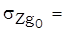 σZg₀ =